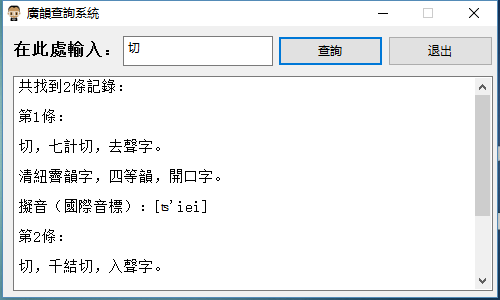 廣韻查詢系統
在此處輸入：
切
查詢
退出
共找到2條記錄：
第1條：
切，七計切，去聲字。
清紐霽韻字，四等韻，開口字。
擬音（國際音標）：[ʦ'iei]
第2條：
切，千結切，入聲字。